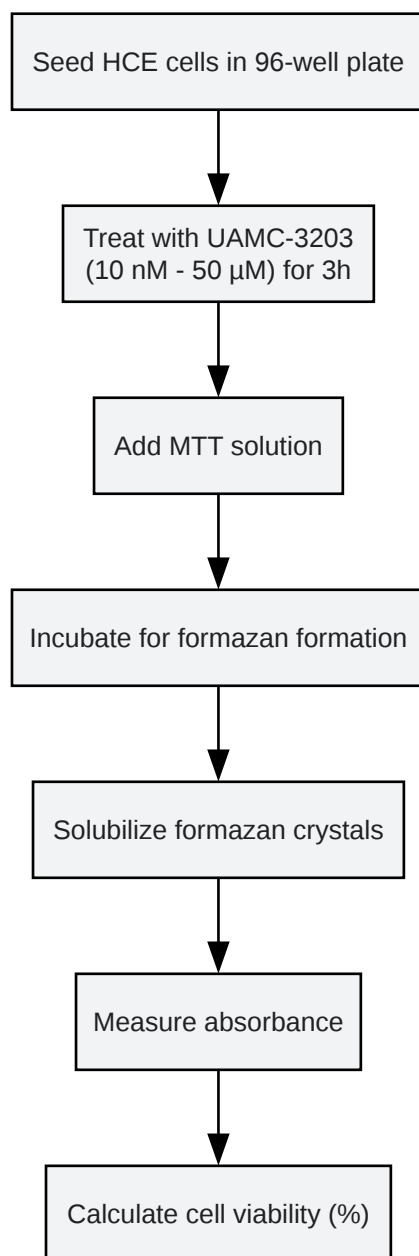 Seed HCE cells in 96-well plate
Treat with UAMC-3203
(10 nM - 50 µM) for 3h
Add MTT solution
Incubate for formazan formation
Solubilize formazan crystals
Measure absorbance
Calculate cell viability (%)